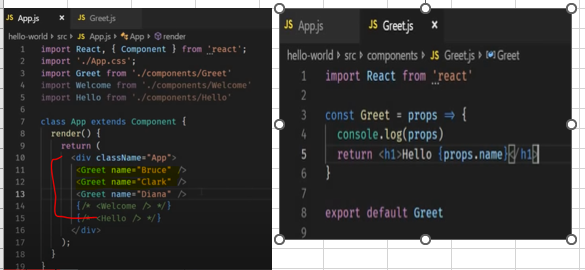 JS App.js × JS Greet.js
hello-world > src > JS App.js > App > render
1 import React, { Component } from 'react';
2 import './App.css';
3 import Greet from './components/Greet'
4 import Welcome from './components/Welcome'
5 import Hello from './components/Hello'
6
7 class App extends Component {
8 render() {
9 return (
10 <div className="App">
11 <Greet name="Bruce" />
12 <Greet name="Clark" />
13 <Greet name="Diana" />
14 {/* <Welcome /> */}
15 {/* <Hello /> */}
16 </div>
17 );
18 }
19 }
JS App.js JS Greet.js ×
hello-world > src > components > JS Greet.js > Greet
1 import React from 'react'
2
3 const Greet = props => {
4 console.log(props)
5 return <h1>Hello {props.name}</h1>
6 }
7
8 export default Greet
9